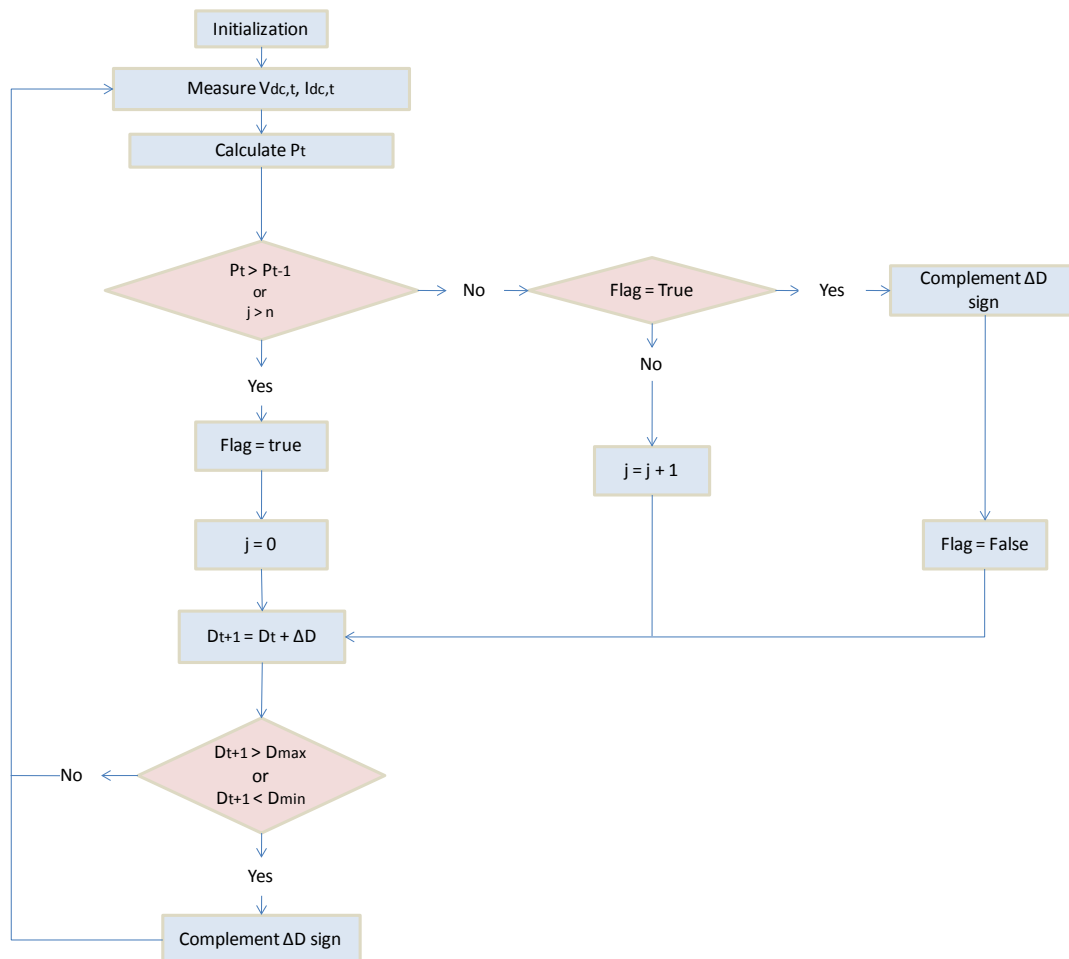 Initialization
Measure Vdc,t, Idc,t
Calculate Pt
Pt > Pt-1
or
j > n
No
Flag = True
Yes
Complement ΔD
sign
No
Yes
Flag = true
j = j + 1
j = 0
Flag = False
Dt+1 = Dt + ΔD
Dt+1 > Dmax
or
Dt+1 < Dmin
No
Yes
Complement ΔD sign